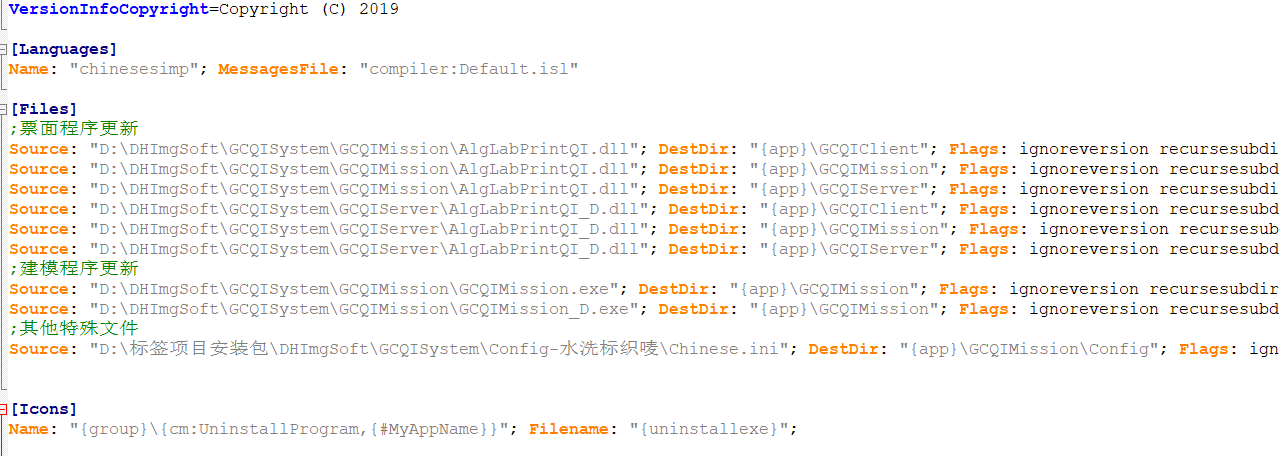 VersionInfoCopyright=Copyright (C) 2019
[Languages]
Name: "chinesesimp"; MessagesFile: "compiler:Default.isl"
[Files]
;票面程序更新
Source: "D:\DHImgSoft\GCQISystem\GCQIMission\AlgLabPrintQI.dll"; DestDir: "{app}\GCQIClient"; Flags: ignoreversion recursesubdi
Source: "D:\DHImgSoft\GCQISystem\GCQIMission\AlgLabPrintQI.dll"; DestDir: "{app}\GCQIMission"; Flags: ignoreversion recursesubd
Source: "D:\DHImgSoft\GCQISystem\GCQIMission\AlgLabPrintQI.dll"; DestDir: "{app}\GCQIServer"; Flags: ignoreversion recursesubdi
Source: "D:\DHImgSoft\GCQISystem\GCQIServer\AlgLabPrintQI_D.dll"; DestDir: "{app}\GCQIClient"; Flags: ignoreversion recursesubd
Source: "D:\DHImgSoft\GCQISystem\GCQIServer\AlgLabPrintQI_D.dll"; DestDir: "{app}\GCQIMission"; Flags: ignoreversion recursesub
Source: "D:\DHImgSoft\GCQISystem\GCQIServer\AlgLabPrintQI_D.dll"; DestDir: "{app}\GCQIServer"; Flags: ignoreversion recursesubd
;建模程序更新
Source: "D:\DHImgSoft\GCQISystem\GCQIMission\GCQIMission.exe"; DestDir: "{app}\GCQIMission"; Flags: ignoreversion recursesubdir
Source: "D:\DHImgSoft\GCQISystem\GCQIMission\GCQIMission_D.exe"; DestDir: "{app}\GCQIMission"; Flags: ignoreversion recursesubd
;其他特殊文件
Source: "D:\标签项目安装包\DHImgSoft\GCQISystem\Config-水洗标织唛\Chinese.ini"; DestDir: "{app}\GCQIMission\Config"; Flags: ign
[Icons]
Name: "{group}\{cm:UninstallProgram,{#MyAppName}}"; Filename: "{uninstallexe}";